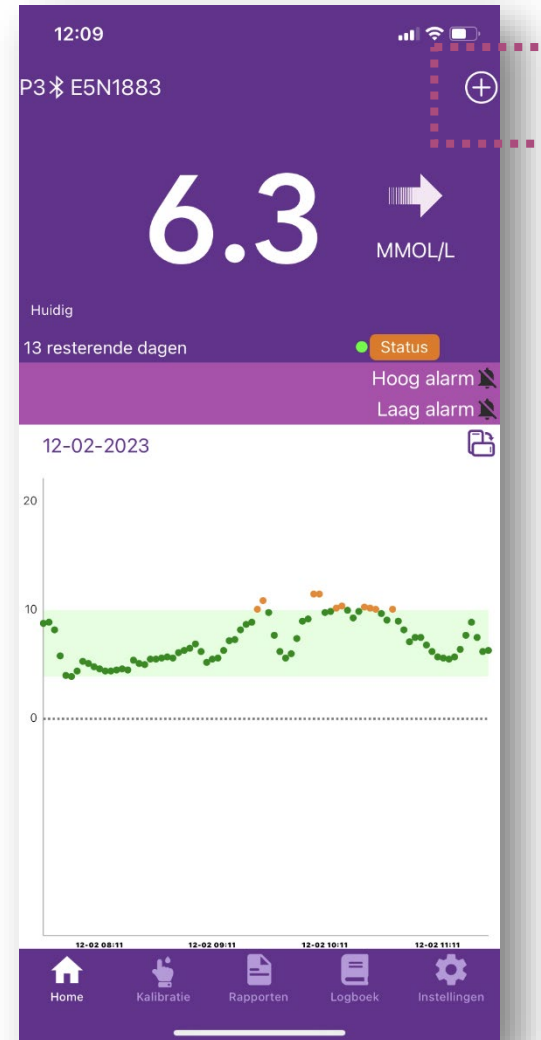 12:09
P3 E5N1883
6.3
MMOL/L
Huidig
13 resterende dagen
Status
Hoog alarm
Laag alarm
12-02-2023
20
10
0
12-02 08:11 12-02 09:11 12-02 10:11 12-02 11:11
Home Kalibratie Rapporten Logboek Instellingen